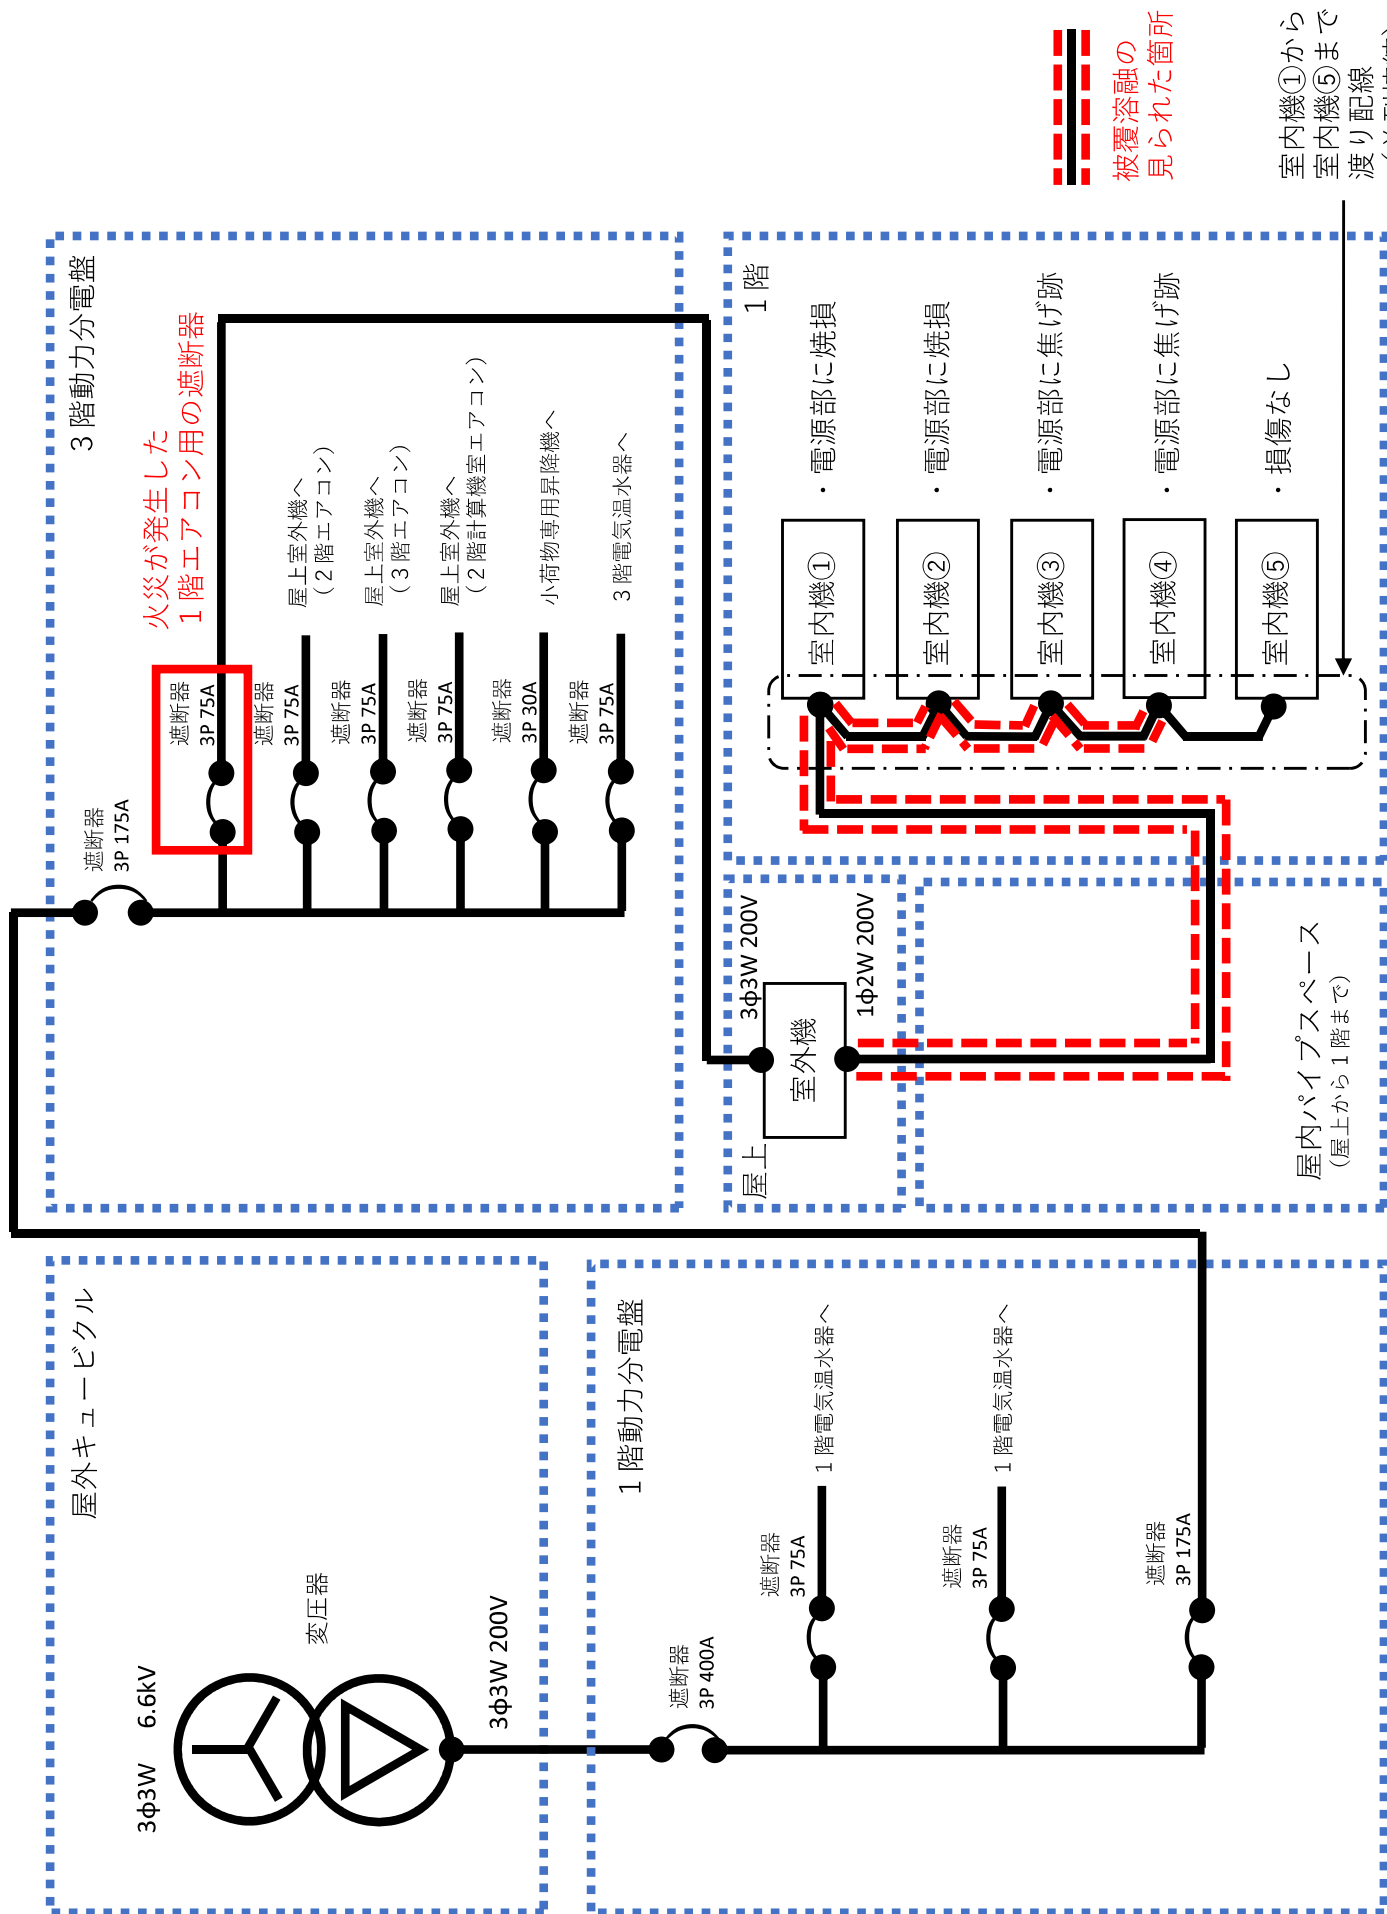 屋外キュービクル
3ф3W 6.6kV
変圧器
3ф3W 200V
1階動力分電盤
遮断器
3P 400A
遮断器
3P 75A
1階電気温水器へ
遮断器
3P 75A
1階電気温水器へ
遮断器
3P 175A
3階動力分電盤
遮断器
3P 175A
火災が発生した
1階エアコン用の遮断器
遮断器
3P 75A
遮断器
3P 75A
屋上室外機へ
(2階エアコン)
遮断器
3P 75A
屋上室外機へ
(3階エアコン)
遮断器
3P 75A
屋上室外機へ
(2階計算機室エアコン)
遮断器
3P 30A
小荷物専用昇降機へ
遮断器
3P 75A
3階電気温水器へ
屋上
3ф3W 200V
室外機
1ф2W 200V
屋内パイプスペース
(屋上から1階まで)
1階
室内機①
・電源部に焼損
室内機②
・電源部に焼損
室内機③
・電源部に焦げ跡
室内機④
・電源部に焦げ跡
室内機⑤
・損傷なし
被覆溶融の
見られた箇所
室内機①から
室内機⑤まで
渡り配線